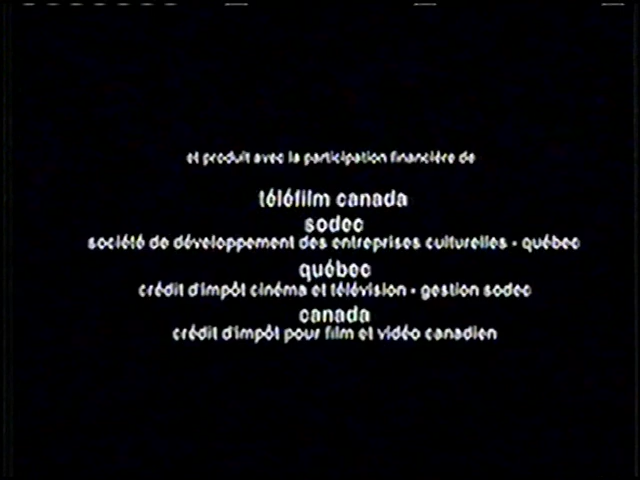 et produit avec la participation financière de
téléfilm canada
sodec
société de développement des entreprises culturelles - québec
québec
crédit d'impôt cinéma et télévision - gestion sodec
canada
crédit d'impôt pour film et vidéo canadien